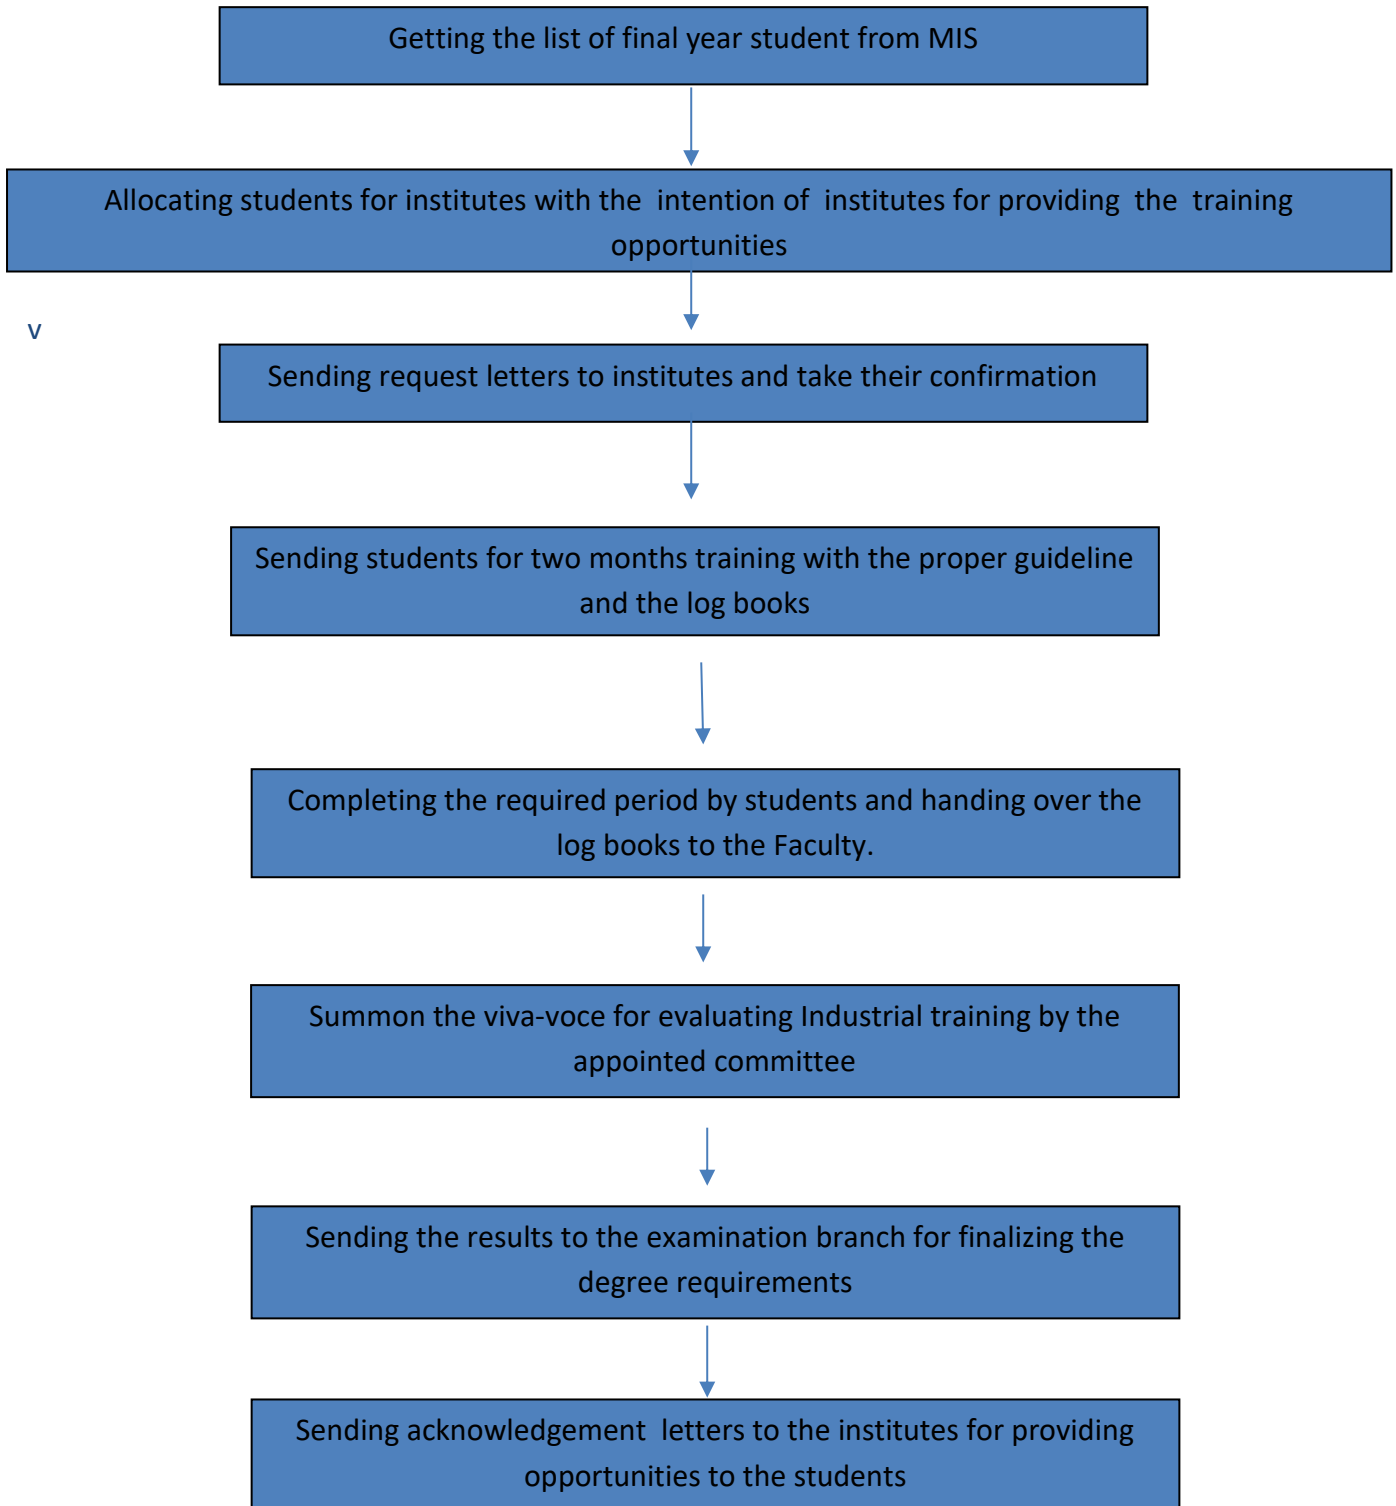 Getting the list of final year student from MIS
Allocating students for institutes with the intention of institutes for providing the training
opportunities
v
Sending request letters to institutes and take their confirmation
Sending students for two months training with the proper guideline
and the log books
Completing the required period by students and handing over the
log books to the Faculty.
Summon the viva-voce for evaluating Industrial training by the
appointed committee
Sending the results to the examination branch for finalizing the
degree requirements
Sending acknowledgement letters to the institutes for providing
opportunities to the students